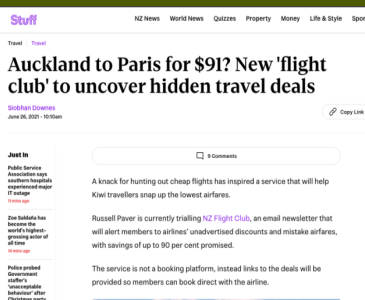 Stuff
NZ News World News Quizzes Property Money Life & Style
Travel Travel
Auckland to Paris for $91? New 'flight
club' to uncover hidden travel deals
Siobhan Downes
June 26, 2021 • 10:10am
Copy Link
0 Comments
Just In
Public Service
Association says
southern hospitals
experienced major
IT outage
11 mins ago
Zoe Saldaña has
become the
world's highest-
grossing actor of
all time
14 mins ago
Police probed
Government
staffer's
'unacceptable
behaviour' after
A knack for hunting out cheap flights has inspired a service that will help
Kiwi travellers snap up the lowest airfares.
Russell Paver is currently trialling NZ Flight Club, an email newsletter that
will alert members to airlines' unadvertised discounts and mistake airfares,
with savings of up to 90 per cent promised.
The service is not a booking platform, instead links to the deals will be
provided so members can book direct with the airline.